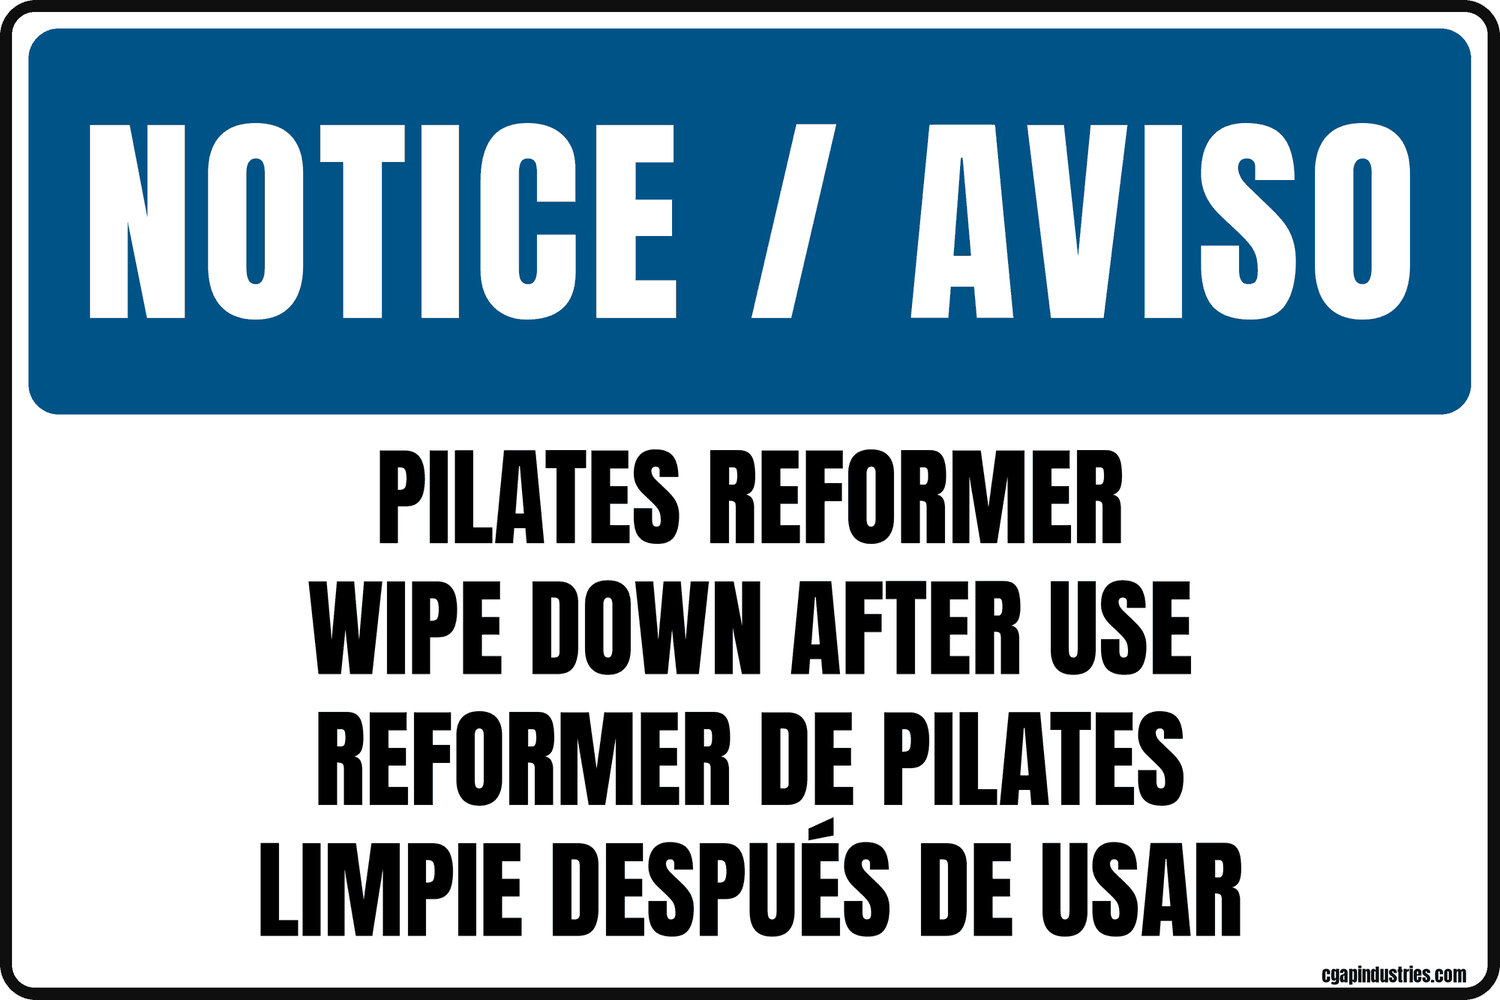 NOTICE / AVISO
PILATES REFORMER
WIPE DOWN AFTER USE
REFORMER DE PILATES
LIMPIE DESPUÉS DE USAR
cgapindustries.com